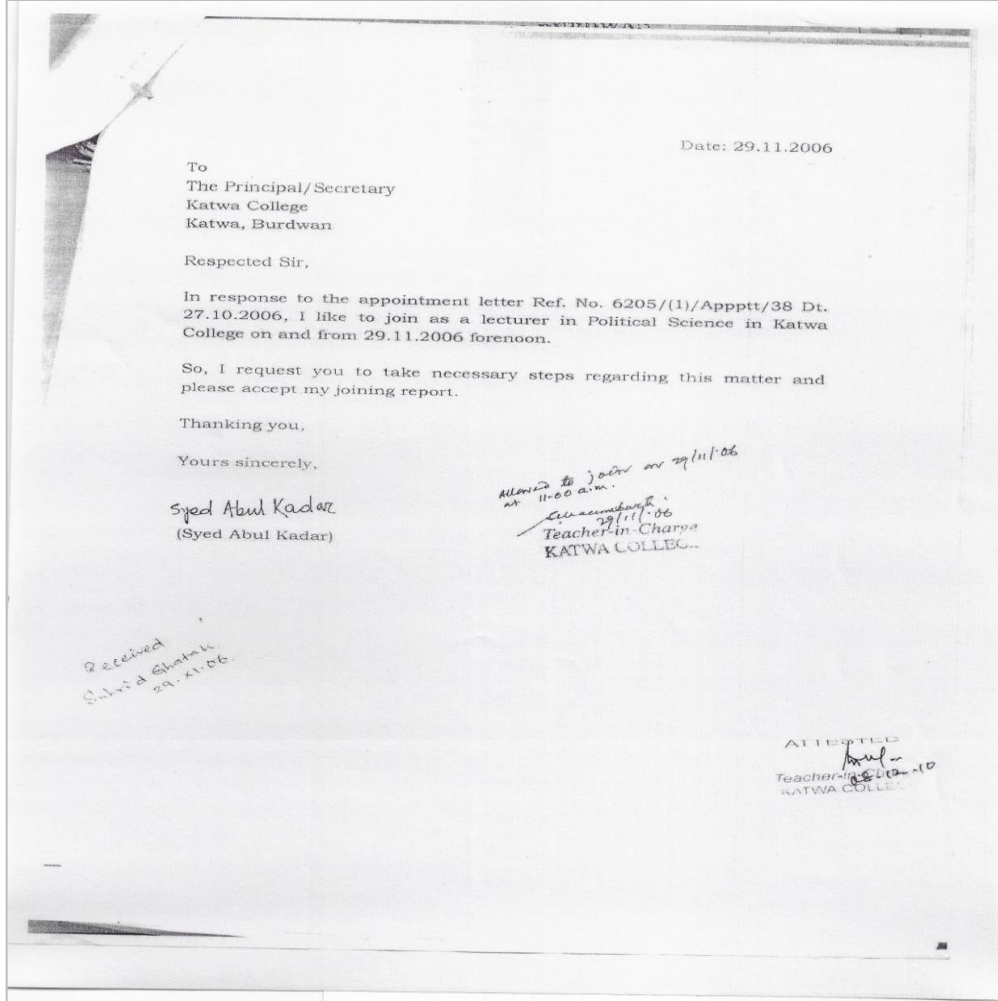 Date: 29.11.2006
To
The Principal/Secretary
Katwa College
Katwa, Burdwan
Respected Sir,
In response to the appointment letter Ref. No. 6205/(1)/Appptt/38 Dt.
27.10.2006, I like to join as a lecturer in Political Science in Katwa
College on and from 29.11.2006 forenoon.
So, I request you to take necessary steps regarding this matter and
please accept my joining report.
Thanking you,
Yours sincerely,
Syed Abul Kadar
(Syed Abul Kadar)
Allowed to join on 29/11/06
at 11-00 a.m.
29/11/06
Teacher-in-Charge
KATWA COLLEG
Received
Suhrid Ghatak
29.XI.06.
ATTESTED
Teacher-in-Ch
KATWA COLLE